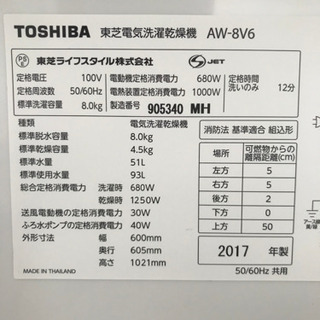 TOSHIBA 東芝電気洗濯乾燥機 AW-8V6
東芝ライフスタイル株式会社 JET
定格電圧 100V
定格周波数 50/60Hz
標準洗濯容量 8.0kg
電動機定格消費電力 680W
電熱装置定格消費電力 1000W
製造番号 905340 MH
定格時間
洗いのみ 12分
種類 電気洗濯乾燥機
標準脱水容量 8.0kg
標準乾燥容量 4.5kg
標準水量 51L
標準使用水量 93L
総合定格消費電力 洗濯時 680W
乾燥時 1250W
送風電動機の定格消費電力 30W
ふろ水ポンプの定格消費電力 40W
外形寸法 幅 600mm
奥行 605mm
高さ 1021mm
MADE IN THAILAND
消防法 基準適合 組込形
場所 可燃物からの離隔距離(cm)
左方 5
右方 5
後方 2
下方 0
上方 50
アース線
2017 年製
50/60Hz 共用